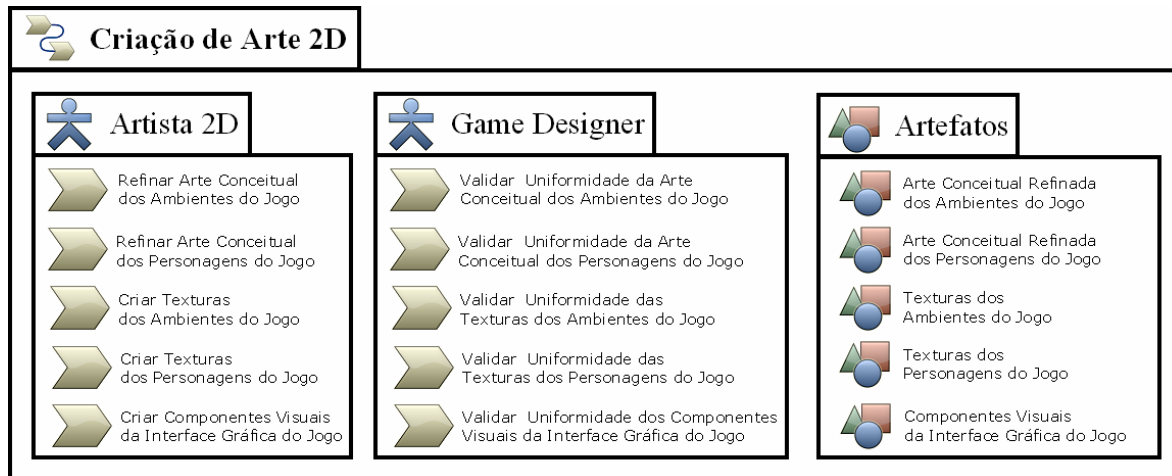 Criação de Arte 2D
Artista 2D
Refinar Arte Conceitual
dos Ambientes do Jogo
Refinar Arte Conceitual
dos Personagens do Jogo
Criar Texturas
dos Ambientes do Jogo
Criar Texturas
dos Personagens do Jogo
Criar Componentes Visuais
da Interface Gráfica do Jogo
Game Designer
Validar Uniformidade da Arte
Conceitual dos Ambientes do Jogo
Validar Uniformidade da Arte
Conceitual dos Personagens do Jogo
Validar Uniformidade das
Texturas dos Ambientes do Jogo
Validar Uniformidade das
Texturas dos Personagens do Jogo
Validar Uniformidade dos Componentes
Visuais da Interface Gráfica do Jogo
Artefatos
Arte Conceitual Refinada
dos Ambientes do Jogo
Arte Conceitual Refinada
dos Personagens do Jogo
Texturas dos
Ambientes do Jogo
Texturas dos
Personagens do Jogo
Componentes Visuais
da Interface Gráfica do Jogo